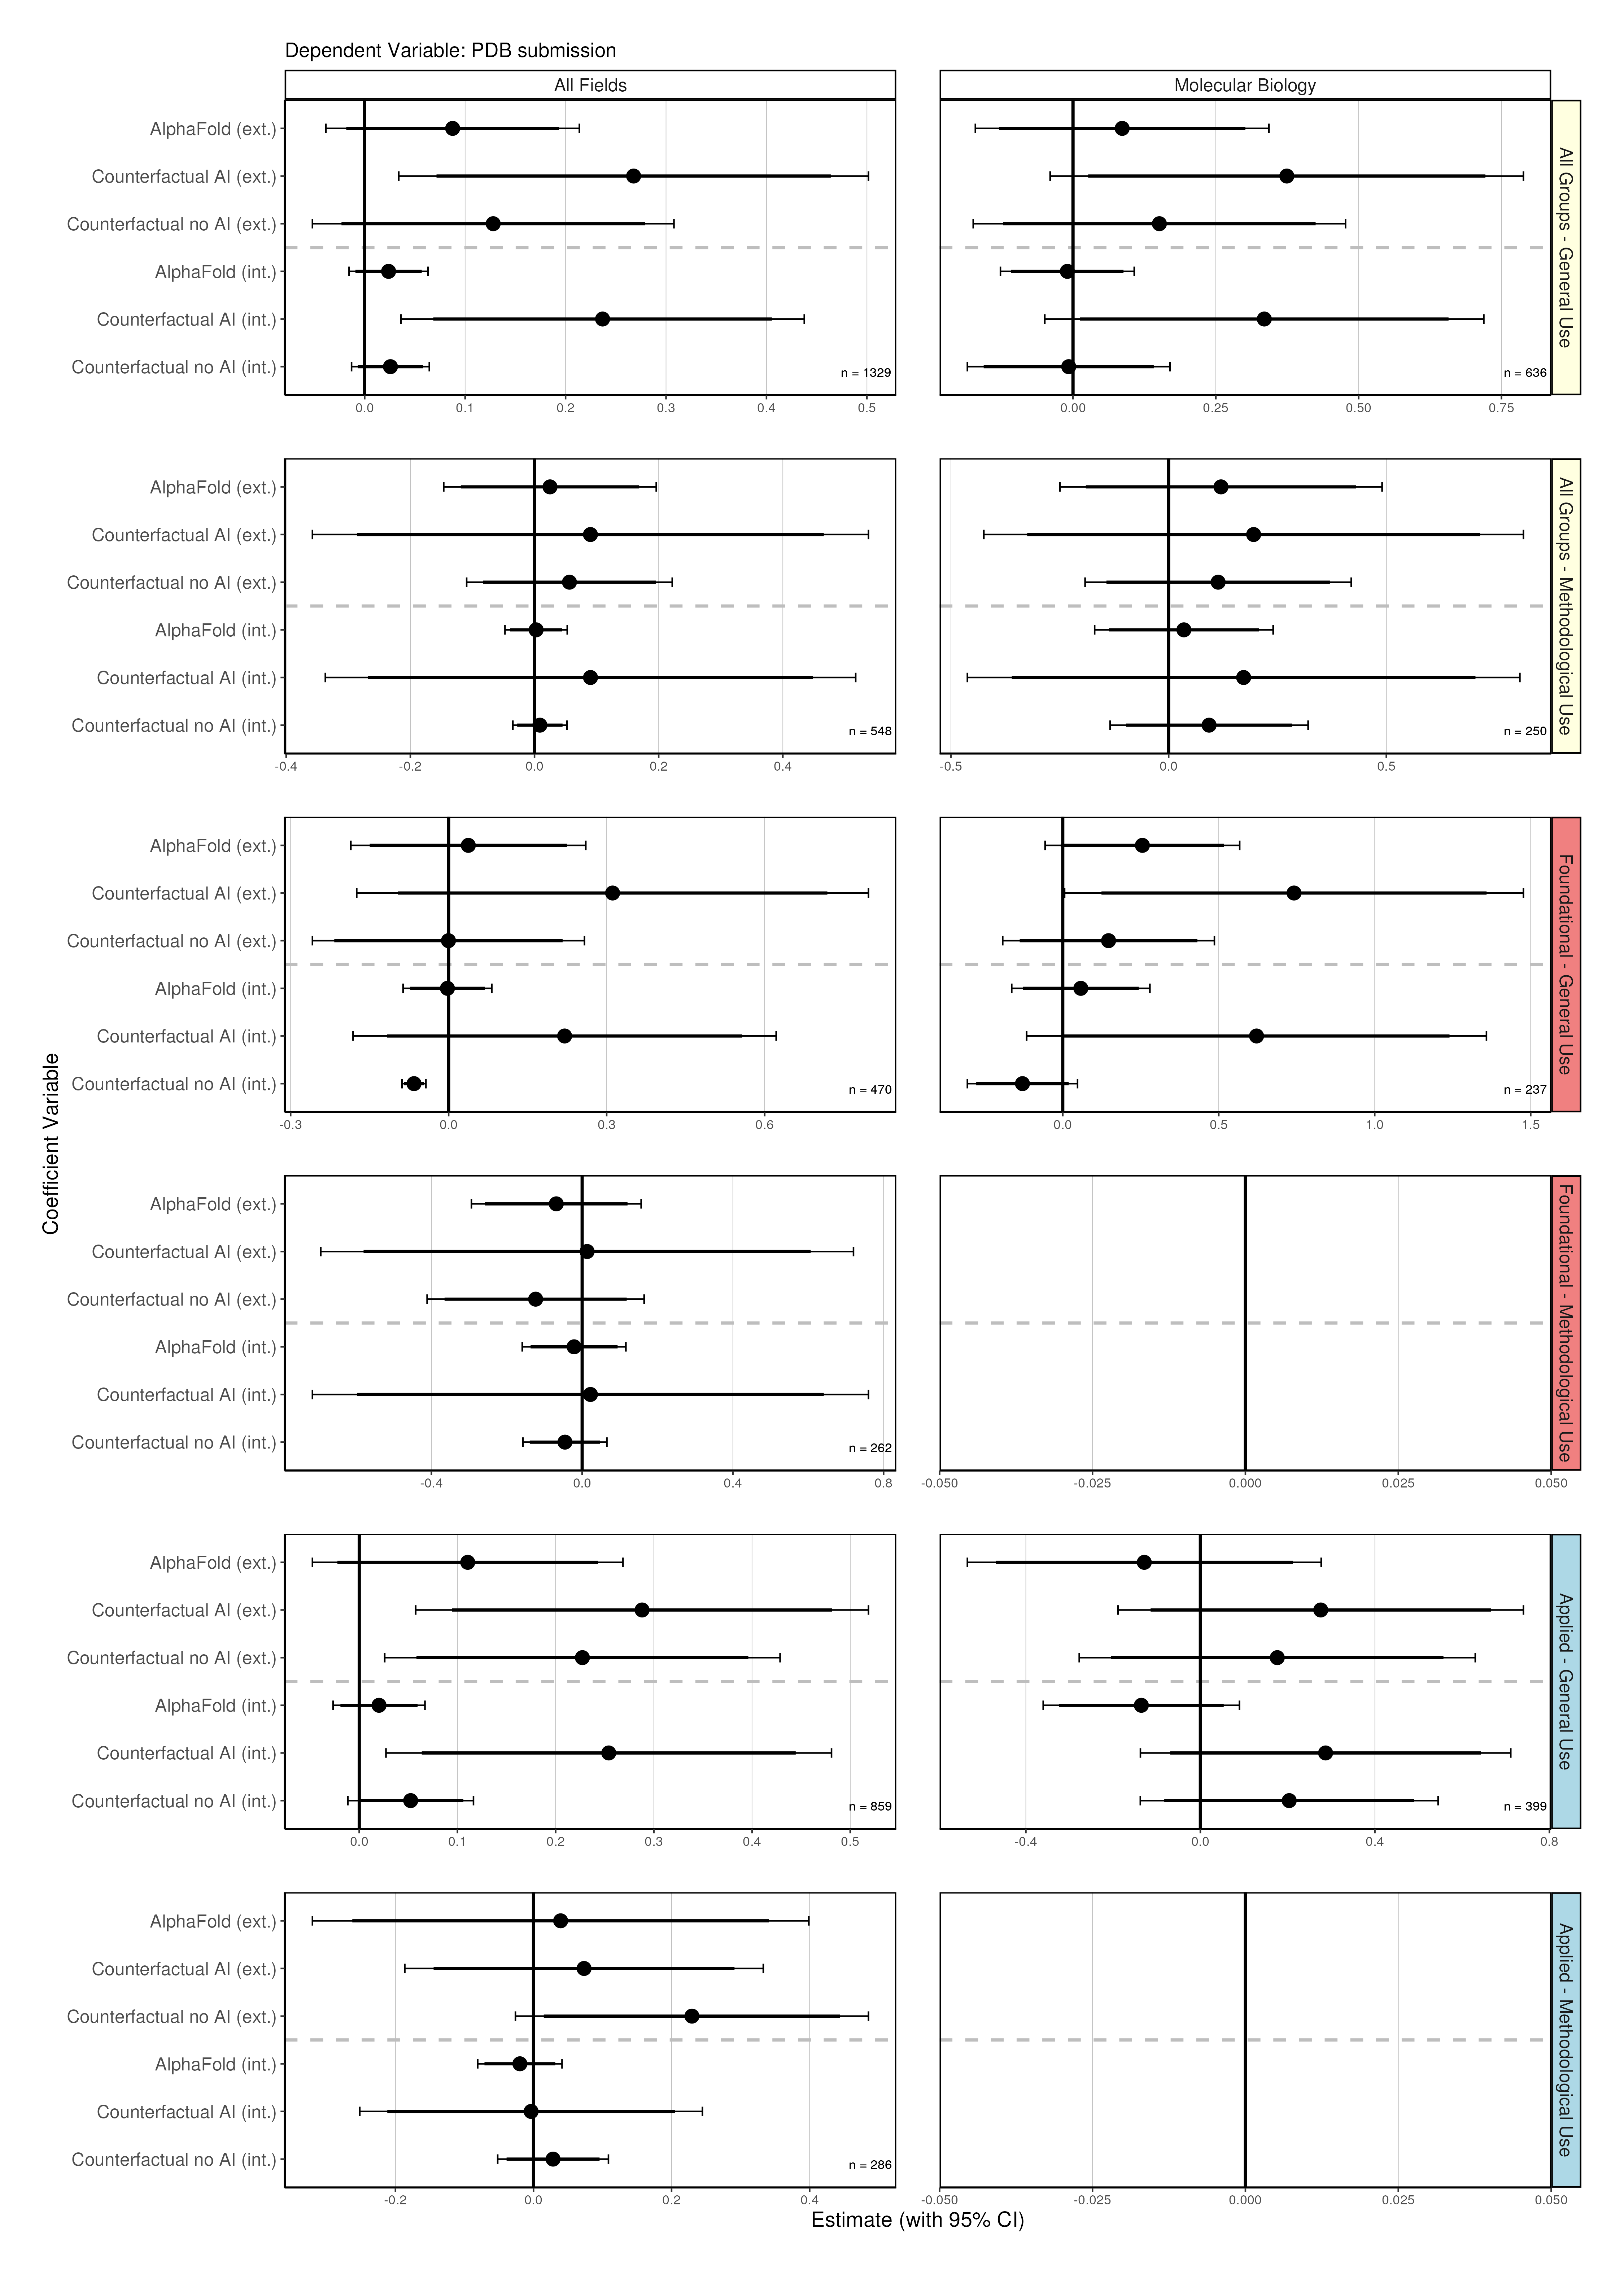 Dependent Variable: PDB submission
All Fields
Molecular Biology
AlphaFold (ext.)
Counterfactual AI (ext.)
Counterfactual no AI (ext.)
AlphaFold (int.)
Counterfactual AI (int.)
Counterfactual no AI (int.)
n = 1329
n = 636
All Groups - General Use
0.0 0.1 0.2 0.3 0.4 0.5
0.00 0.25 0.50 0.75
AlphaFold (ext.)
Counterfactual AI (ext.)
Counterfactual no AI (ext.)
AlphaFold (int.)
Counterfactual AI (int.)
Counterfactual no AI (int.)
n = 548
n = 250
All Groups - Methodological Use
-0.4 -0.2 0.0 0.2 0.4
-0.5 0.0 0.5
AlphaFold (ext.)
Counterfactual AI (ext.)
Counterfactual no AI (ext.)
AlphaFold (int.)
Counterfactual AI (int.)
Counterfactual no AI (int.)
n = 470
n = 237
Foundational - General Use
-0.3 0.0 0.3 0.6
0.0 0.5 1.0 1.5
Coefficient Variable
AlphaFold (ext.)
Counterfactual AI (ext.)
Counterfactual no AI (ext.)
AlphaFold (int.)
Counterfactual AI (int.)
Counterfactual no AI (int.)
n = 262
Foundational - Methodological Use
-0.4 0.0 0.4 0.8
-0.050 -0.025 0.000 0.025 0.050
AlphaFold (ext.)
Counterfactual AI (ext.)
Counterfactual no AI (ext.)
AlphaFold (int.)
Counterfactual AI (int.)
Counterfactual no AI (int.)
n = 859
n = 399
Applied - General Use
0.0 0.1 0.2 0.3 0.4 0.5
-0.4 0.0 0.4 0.8
AlphaFold (ext.)
Counterfactual AI (ext.)
Counterfactual no AI (ext.)
AlphaFold (int.)
Counterfactual AI (int.)
Counterfactual no AI (int.)
n = 286
Applied - Methodological Use
-0.2 0.0 0.2 0.4
-0.050 -0.025 0.000 0.025 0.050
Estimate (with 95% CI)